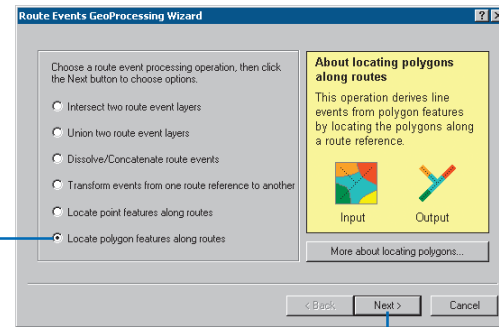 Route Events GeoProcessing Wizard
Choose a route event processing operation, then click
the Next button to choose options.
Intersect two route event layers
Union two route event layers
Dissolve/Concatenate route events
Transform events from one route reference to another
Locate point features along routes
Locate polygon features along routes
About locating polygons
along routes
This operation derives line
events from polygon features
by locating the polygons along
a route reference.
Input
Output
More about locating polygons...
< Back
Next >
Cancel